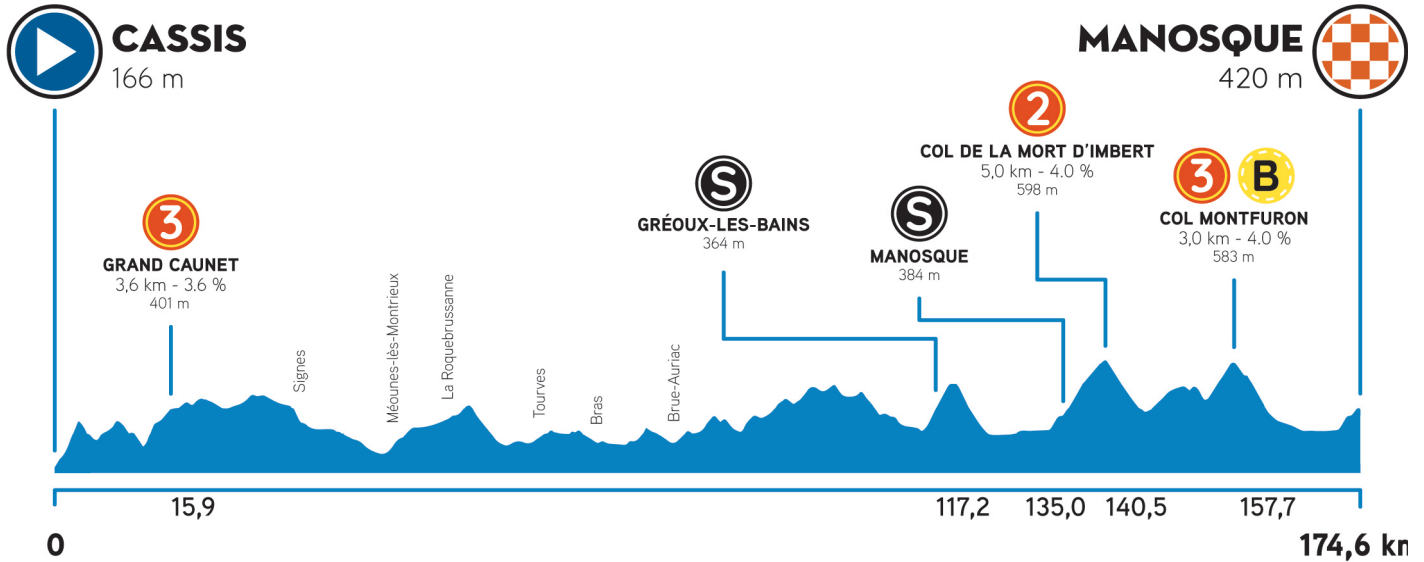 CASSIS
166 m
MANOSQUE
420 m
3
GRAND CAUNET
3,6 km - 3.6 %
401 m
Signes
Méounes-lès-Montrieux
La Roquebrussanne
Tourves
Bras
Brue-Auriac
S
GRÉOUX-LES-BAINS
364 m
S
MANOSQUE
384 m
2
COL DE LA MORT D'IMBERT
5,0 km - 4.0 %
598 m
3 B
COL MONTFURON
3,0 km - 4.0 %
583 m
15,9
117,2
135,0
140,5
157,7
0
174,6 km